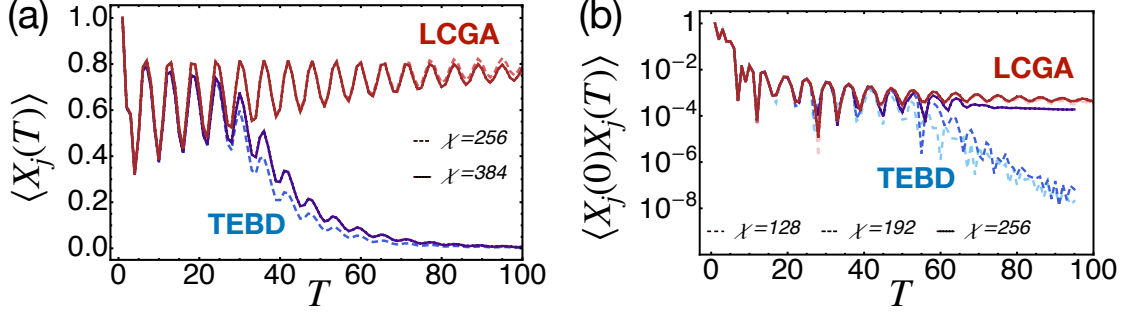 (a)
1.0
0.8
0.6
0.4
0.2
0.0
⟨X_j(T)⟩
LCGA
χ=256
χ=384
TEBD
0 20 40 60 80 100
T
(b)
1
10^-2
10^-4
10^-6
10^-8
⟨X_j(0)X_j(T)⟩
LCGA
TEBD
χ=128 χ=192 χ=256
0 20 40 60 80 100
T